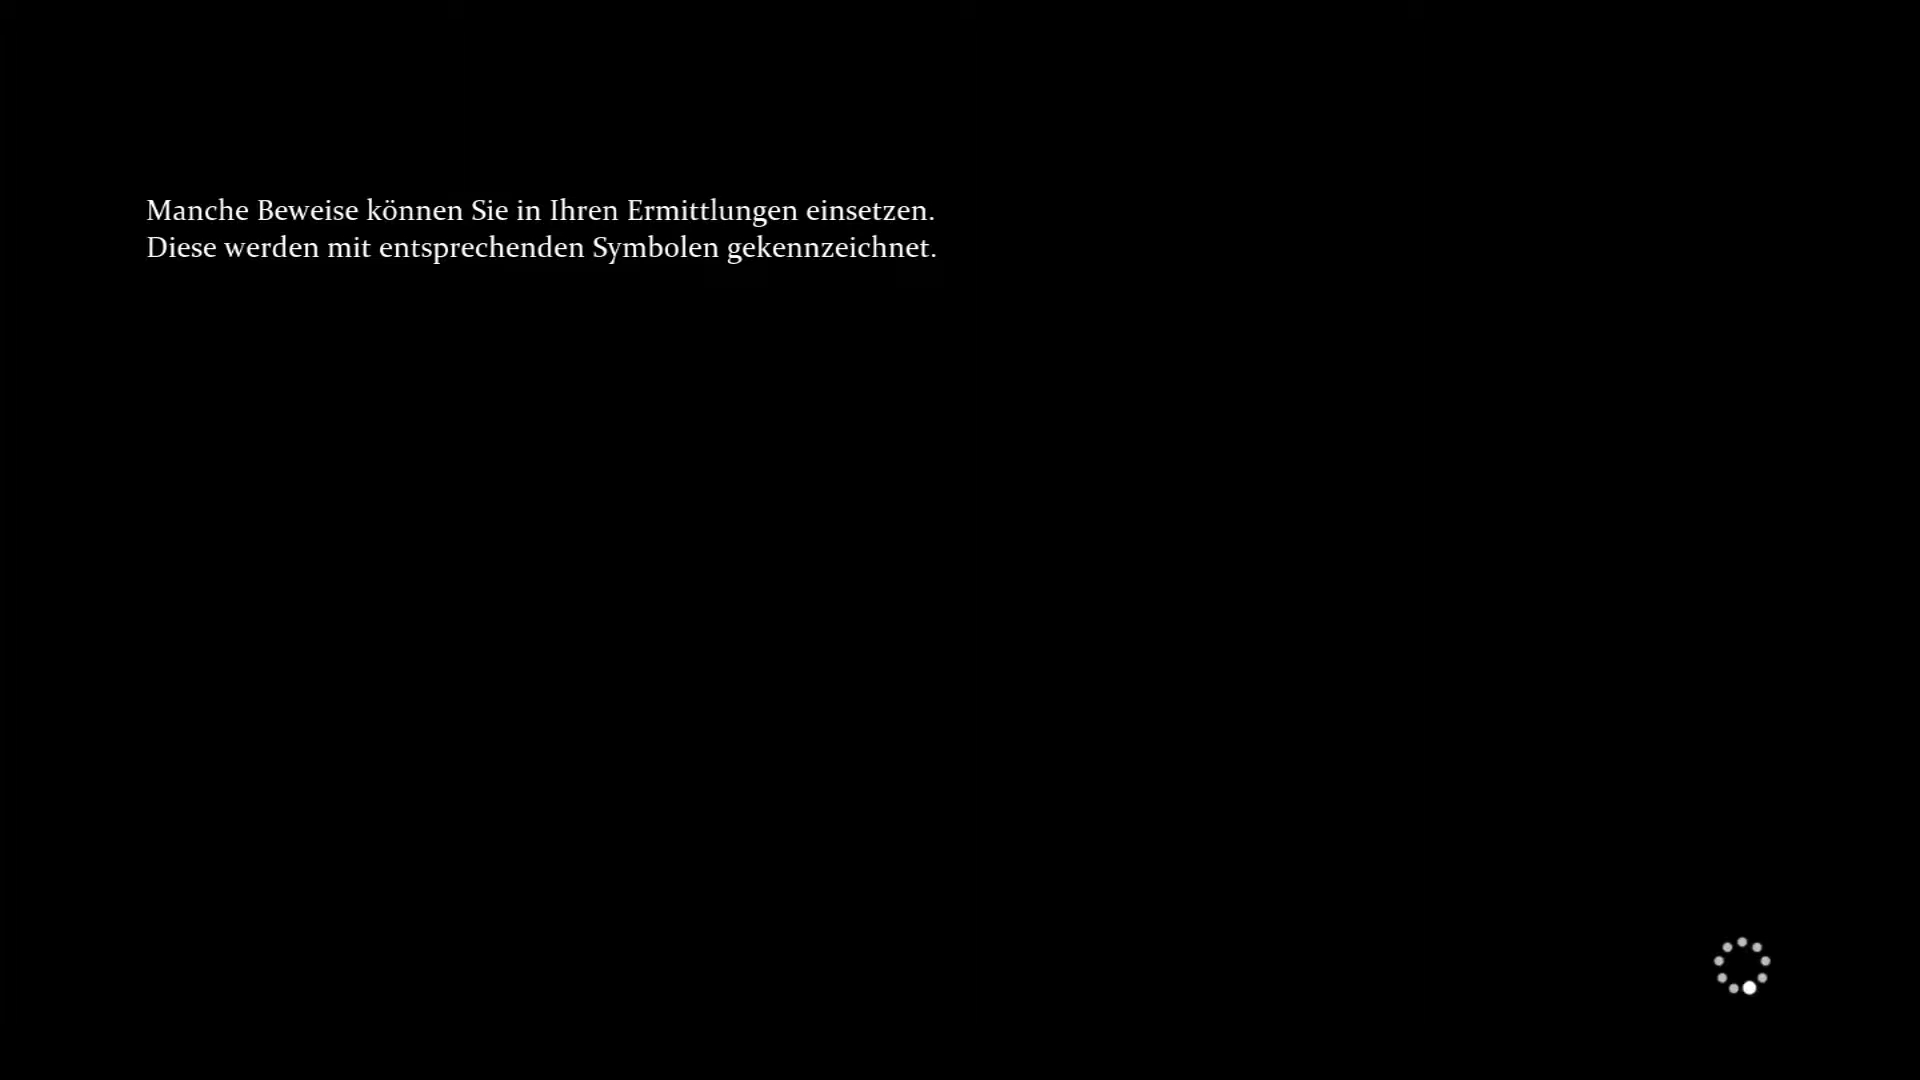 Manche Beweise können Sie in Ihren Ermittlungen einsetzen.
Diese werden mit entsprechenden Symbolen gekennzeichnet.